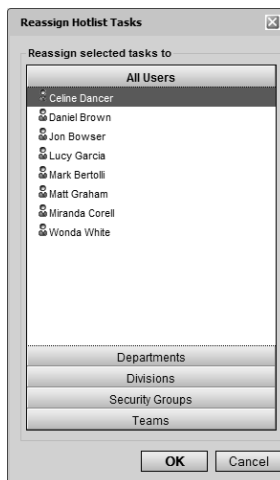 Reassign Hotlist Tasks
Reassign selected tasks to
All Users
Celine Dancer
Daniel Brown
Jon Bowser
Lucy Garcia
Mark Bertolli
Matt Graham
Miranda Corell
Wonda White
Departments
Divisions
Security Groups
Teams
OK
Cancel